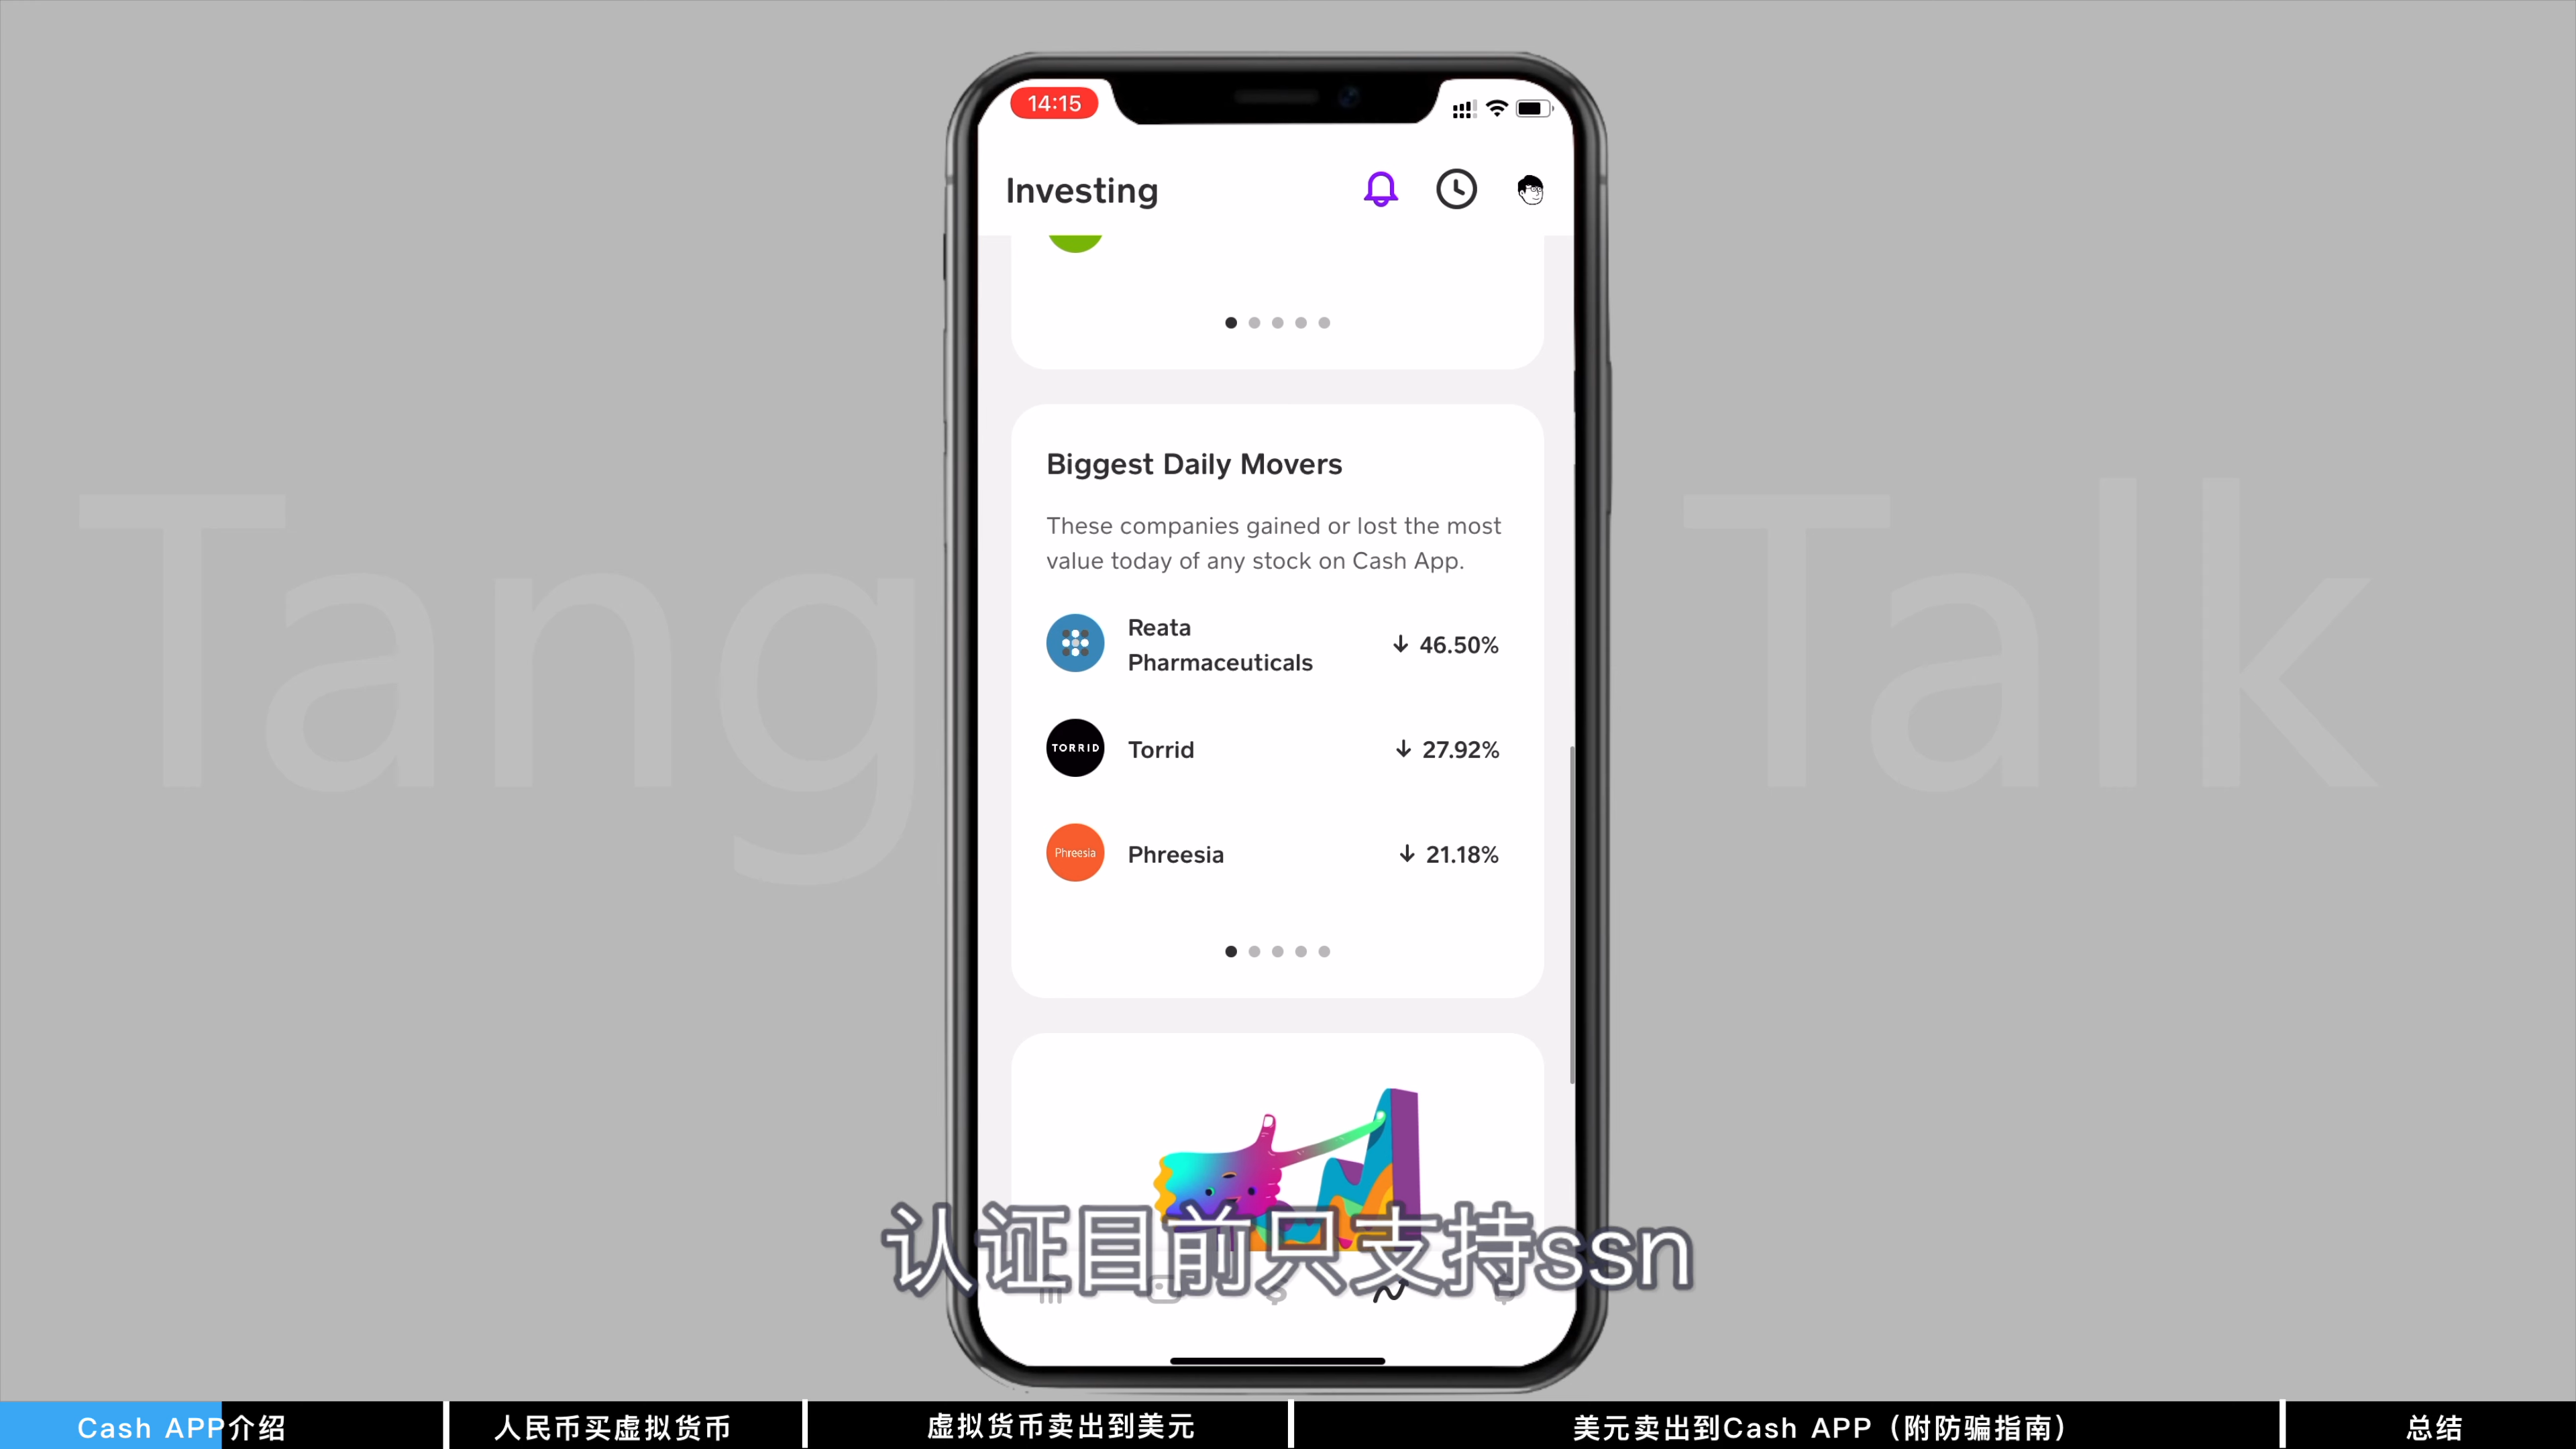 Tang Talk
14:15
Investing
Biggest Daily Movers
These companies gained or lost the most
value today of any stock on Cash App.
Reata
Pharmaceuticals
↓ 46.50%
TORRID
Torrid
↓ 27.92%
Phreesia
Phreesia
↓ 21.18%
认证目前只支持ssn
Cash APP介绍
人民币买虚拟货币
虚拟货币卖出到美元
美元卖出到Cash APP（附防骗指南）
总结